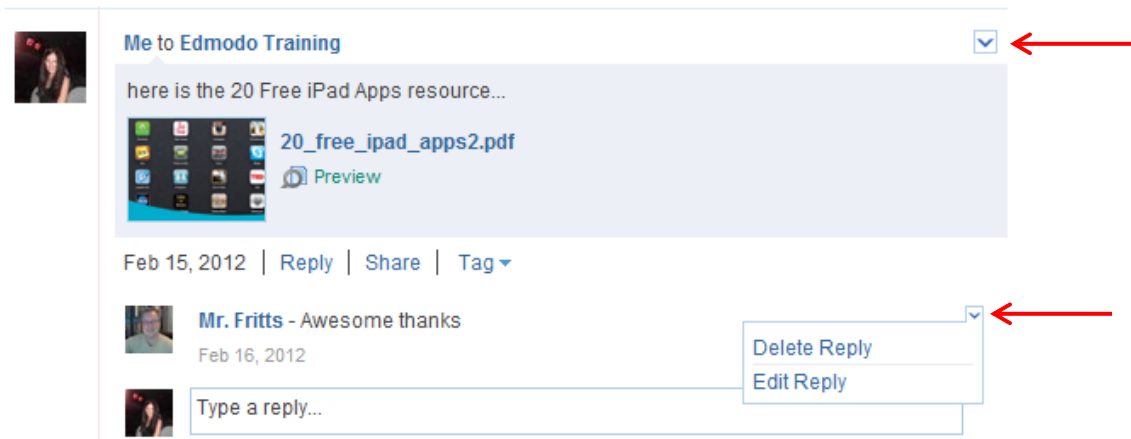 Me to Edmodo Training
here is the 20 Free iPad Apps resource...
20_free_ipad_apps2.pdf
Preview
Feb 15, 2012 | Reply | Share | Tag
Mr. Fritts - Awesome thanks
Feb 16, 2012
Delete Reply
Edit Reply
Type a reply...